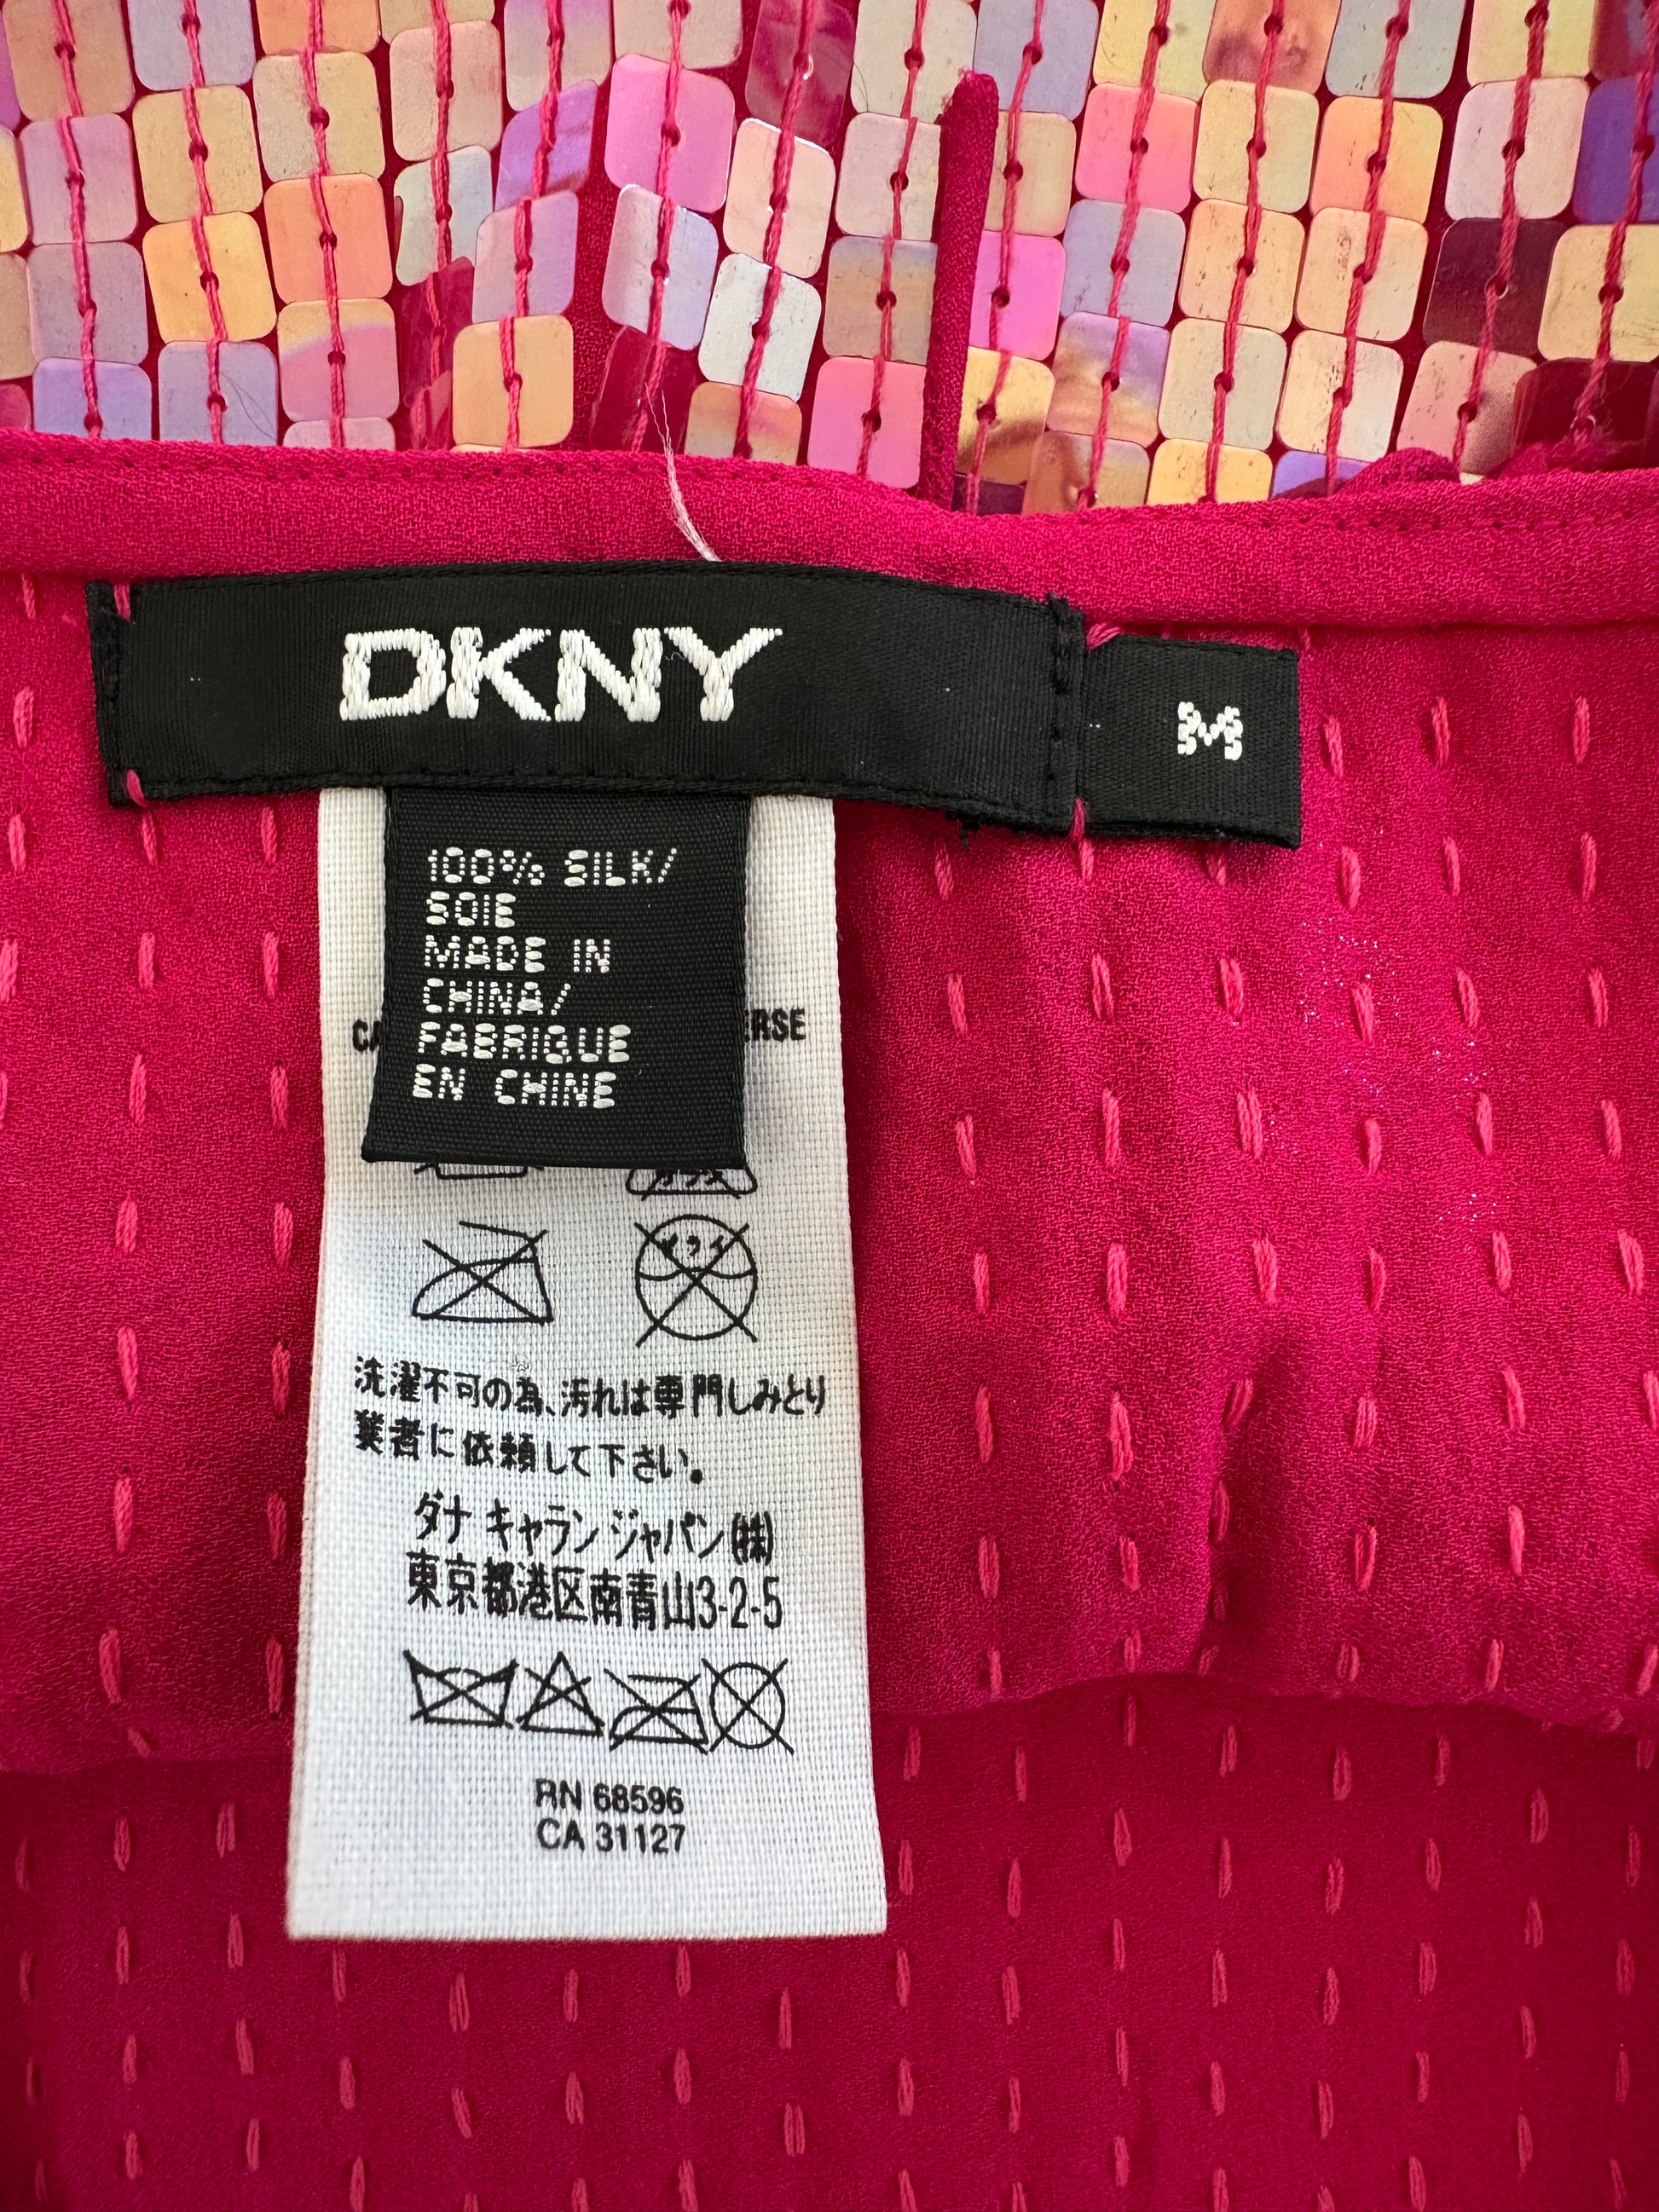 DKNY
M
100% SILK/
SOIE
MADE IN
CHINA/
FABRIQUE
EN CHINE
洗濯不可の為、汚れは専門しみとり
業者に依頼して下さい。
ダナ キャラン ジャパン(株)
東京都港区南青山3-2-5
RN 68596
CA 31127